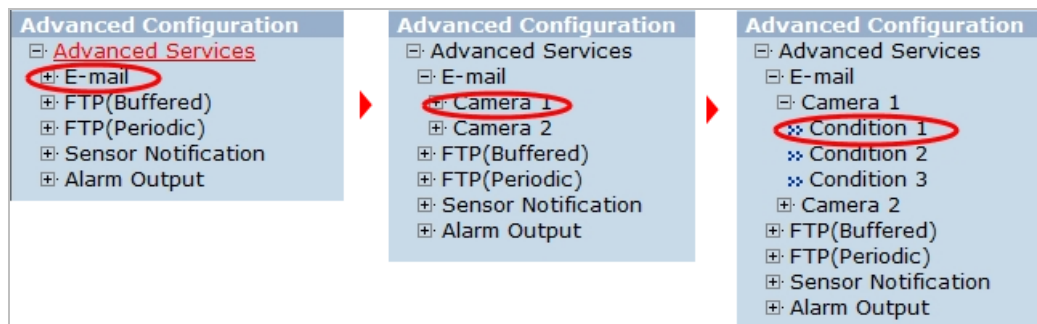 Advanced Configuration
Advanced Services
E-mail
FTP(Buffered)
FTP(Periodic)
Sensor Notification
Alarm Output
Advanced Configuration
Advanced Services
E-mail
Camera 1
Camera 2
FTP(Buffered)
FTP(Periodic)
Sensor Notification
Alarm Output
Advanced Configuration
Advanced Services
E-mail
Camera 1
Condition 1
Condition 2
Condition 3
Camera 2
FTP(Buffered)
FTP(Periodic)
Sensor Notification
Alarm Output